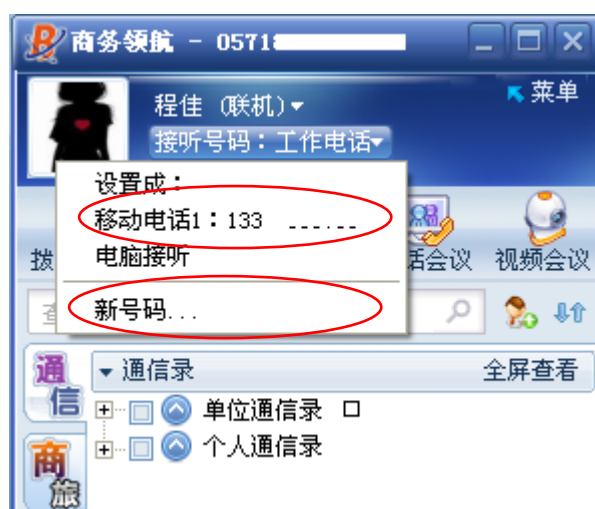 商务领航 - 0571
菜单
程佳 (联机)
接听号码：工作电话
设置成：
移动电话1：133
电脑接听
新号码...
拨
话会议
视频会议
通信
通信录
全屏查看
单位通信录
个人通信录
商旅